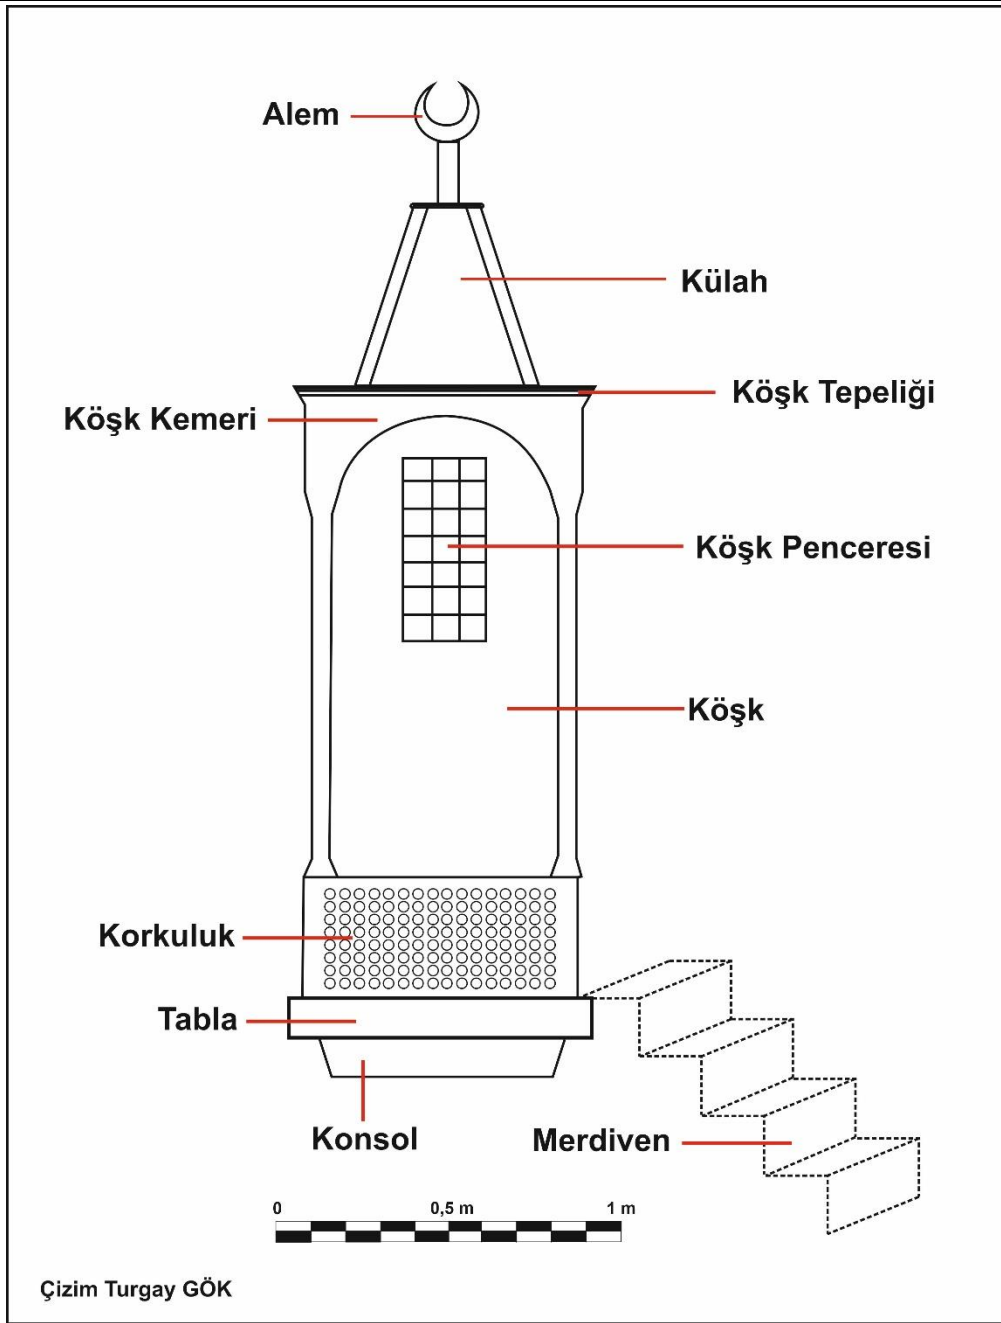 Alem
Külah
Köşk Tepeliği
Köşk Kemeri
Köşk Penceresi
Köşk
Korkuluk
Tabla
Konsol
Merdiven
0 0,5 m 1 m
Çizim Turgay GÖK